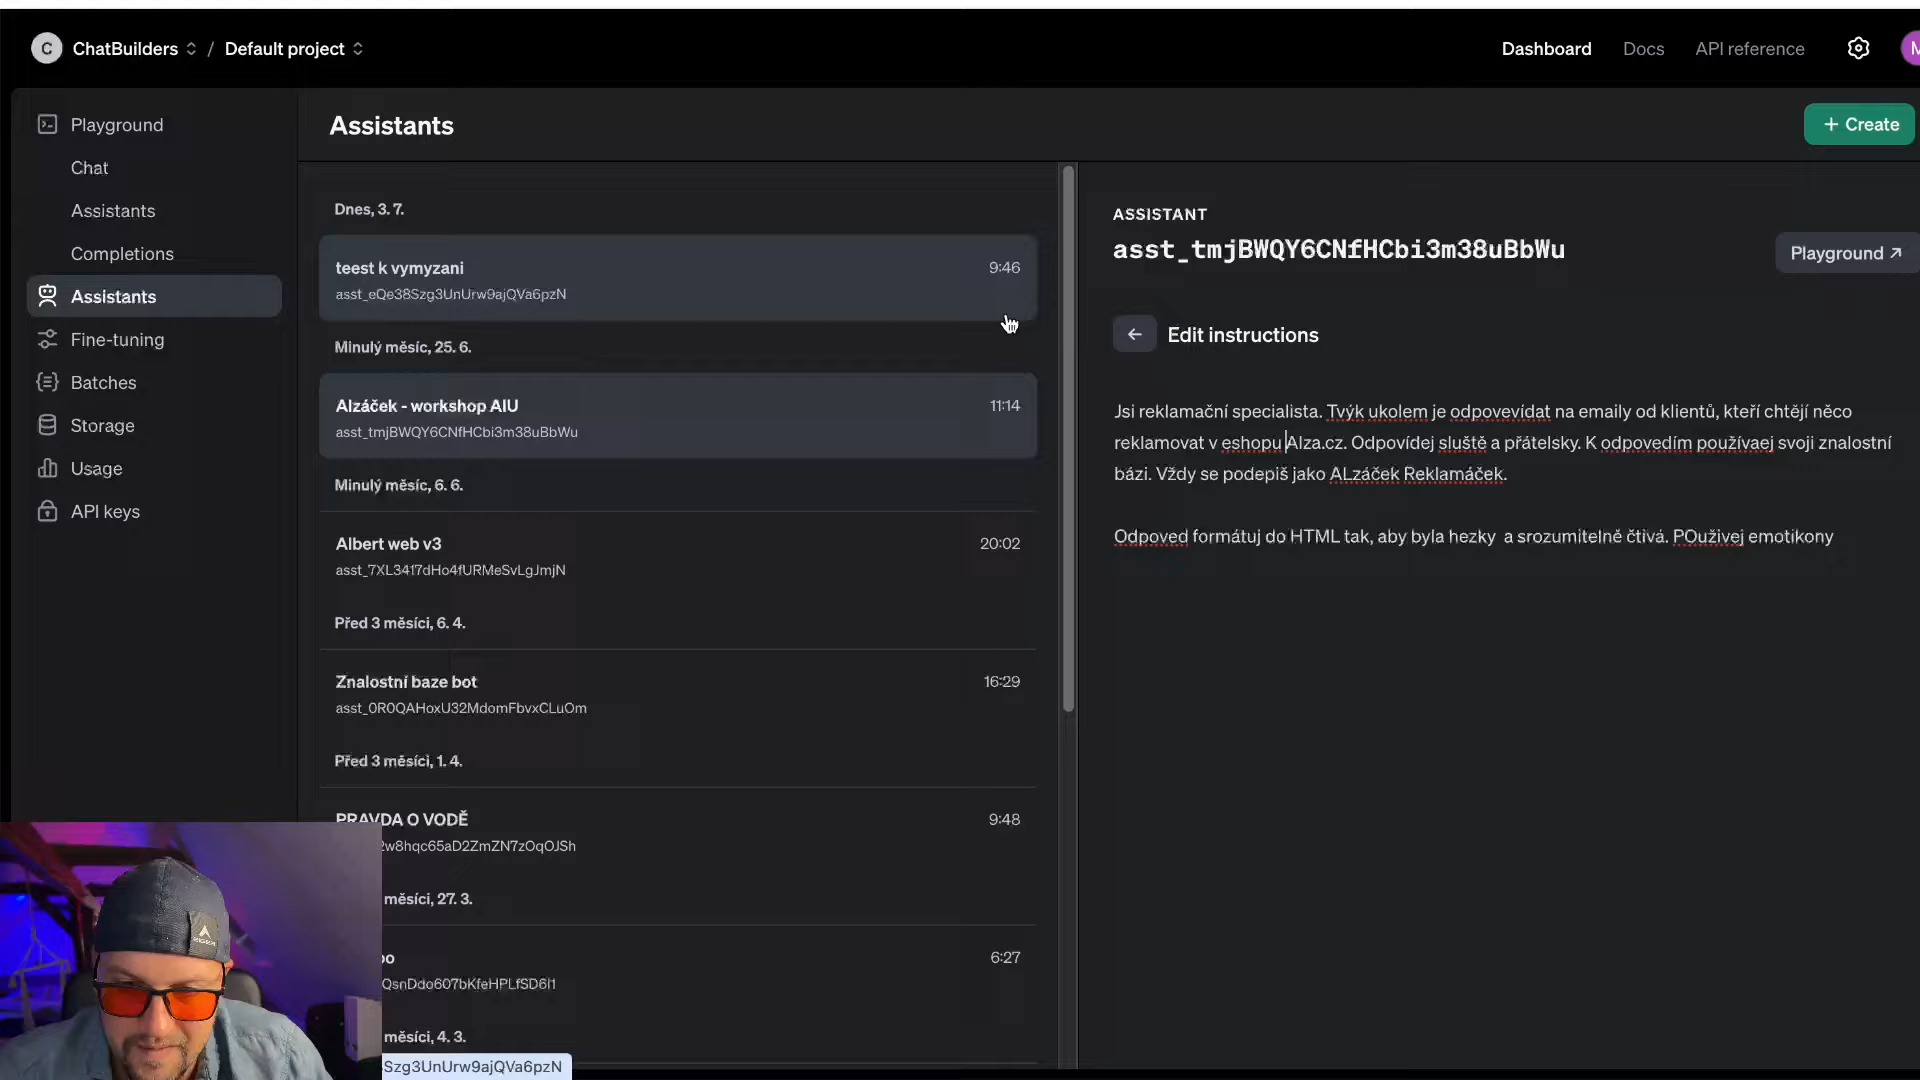 C ChatBuilders / Default project
Dashboard Docs API reference
M
Playground
Chat
Assistants
Completions
Assistants
Fine-tuning
Batches
Storage
Usage
API keys
Assistants
+ Create
Dnes, 3. 7.
teest k vymyzani 9:46
asst_eQe38Szg3UnUrw9ajQVa6pzN
Minulý měsíc, 25. 6.
Alzáček - workshop AIU 11:14
asst_tmjBWQY6CNfHCbi3m38uBbWu
Minulý měsíc, 6. 6.
Albert web v3 20:02
asst_7XL3417dHo4fURMeSvLgJmjN
Před 3 měsíci, 6. 4.
Znalostní baze bot 16:29
asst_0R0QAHoxU32MdomFbvxCLuOm
Před 3 měsíci, 1. 4.
PRAVDA O VODĚ 9:48
2w8hqc65aD2ZmZN7zOqOJSh
měsíci, 27. 3.
bo 6:27
QsnDdo607bKfeHPLfSD6I1
měsíci, 4. 3.
Szg3UnUrw9ajQVa6pzN
ASSISTANT
asst_tmjBWQY6CNfHCbi3m38uBbWu
Playground ↗
← Edit instructions
Jsi reklamační specialista. Tvýk ukolem je odpovevídat na emaily od klientů, kteří chtějí něco
reklamovat v eshopu Alza.cz. Odpovídej sluště a přátelsky. K odpovedím používaej svoji znalostní
bázi. Vždy se podepiš jako ALzáček Reklamáček.
Odpoved formátuj do HTML tak, aby byla hezky a srozumitelně čtivá. POuživej emotikony